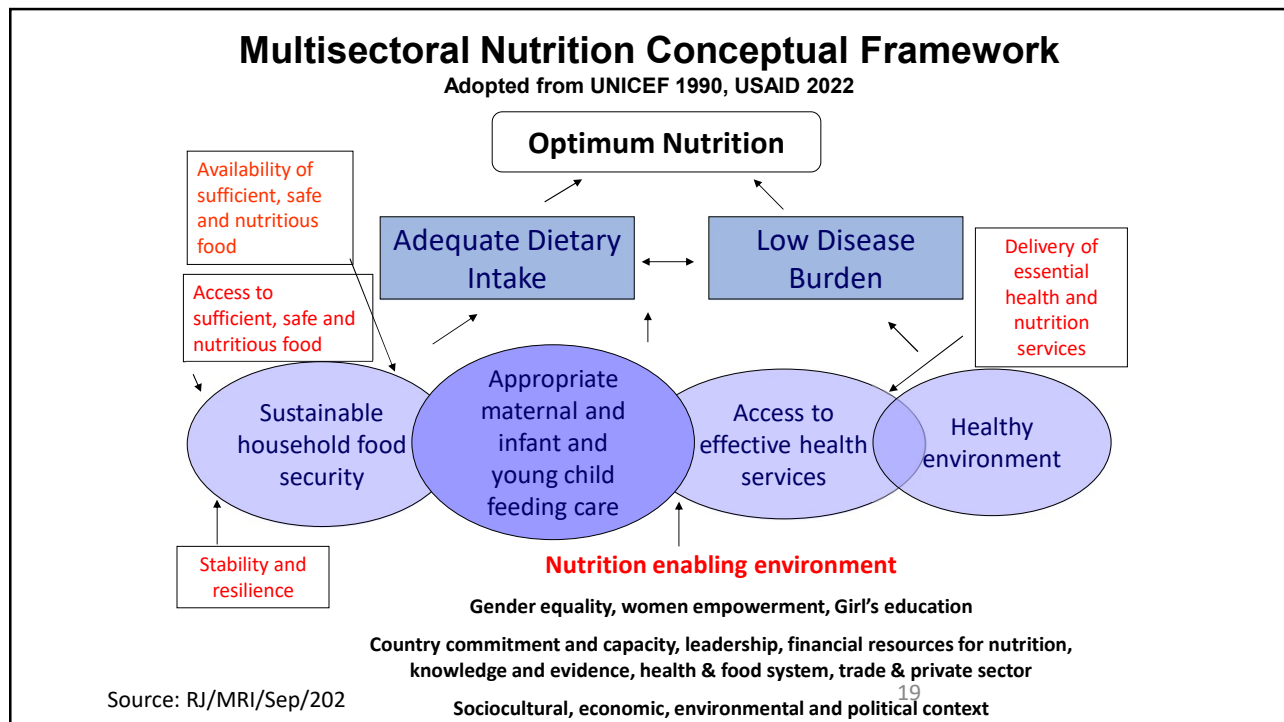 Multisectoral Nutrition Conceptual Framework
Adopted from UNICEF 1990, USAID 2022
Optimum Nutrition
Availability of
sufficient, safe
and nutritious
food
Adequate Dietary
Intake
Low Disease
Burden
Delivery of
essential
health and
nutrition
services
Access to
sufficient, safe and
nutritious food
Sustainable
household food
security
Appropriate
maternal and
infant and
young child
feeding care
Access to
effective health
services
Healthy
environment
Stability and
resilience
Nutrition enabling environment
Gender equality, women empowerment, Girl's education
Country commitment and capacity, leadership, financial resources for nutrition,
knowledge and evidence, health & food system, trade & private sector
Sociocultural, economic, environmental and political context
Source: RJ/MRI/Sep/202
19